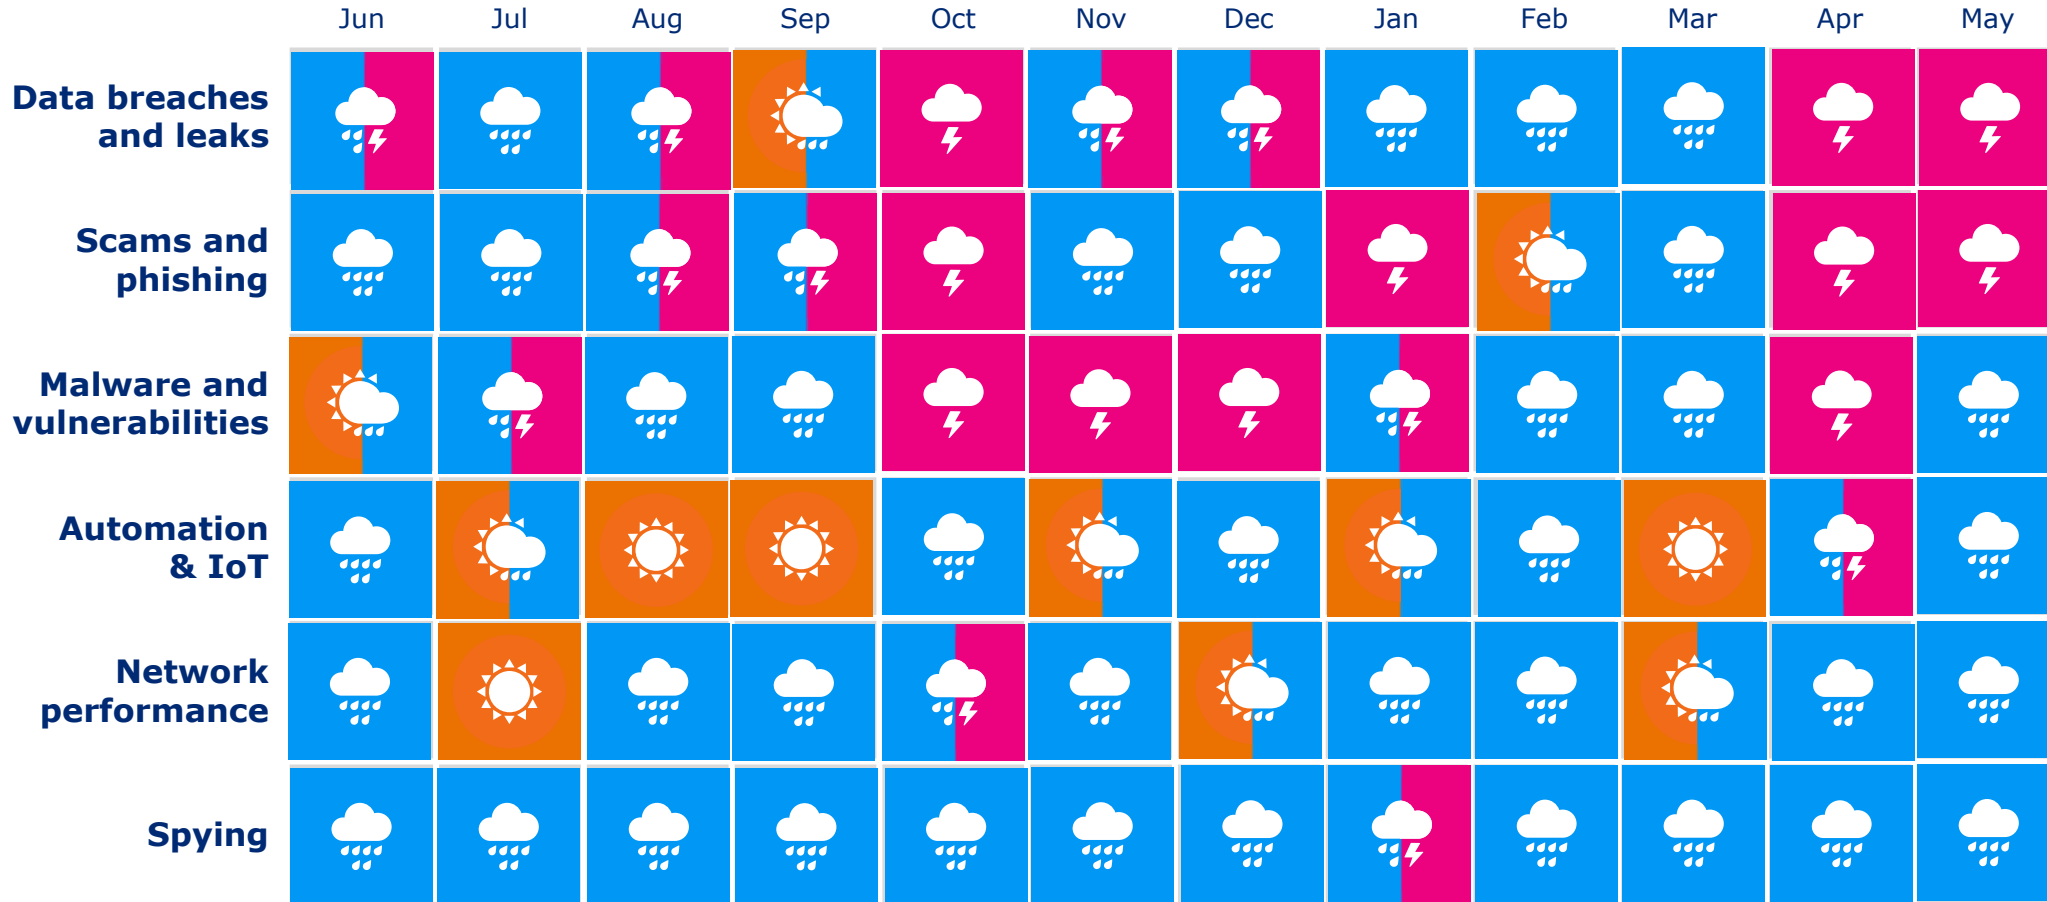 Jun Jul Aug Sep Oct Nov Dec Jan Feb Mar Apr May
Data breaches
and leaks
Scams and
phishing
Malware and
vulnerabilities
Automation
& IoT
Network
performance
Spying